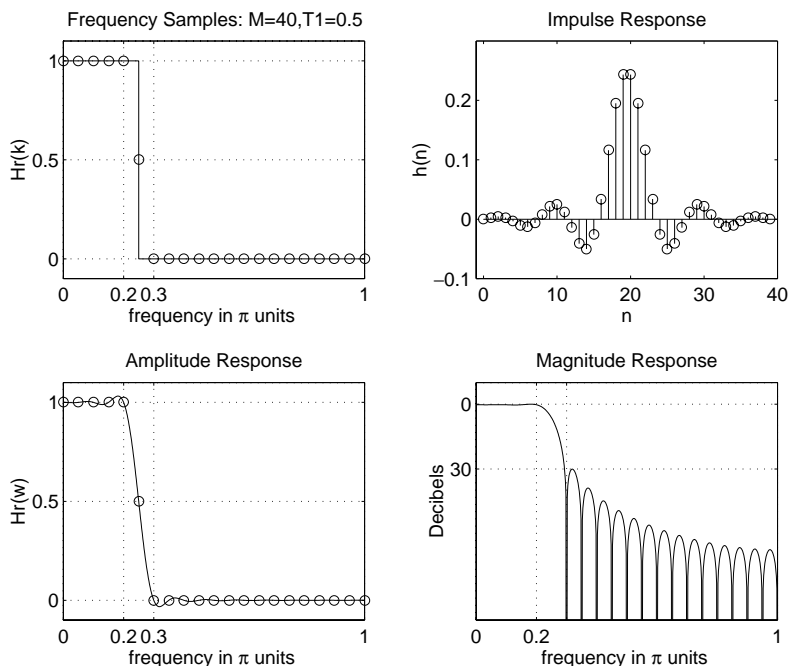 Frequency Samples: M=40,T1=0.5
Hr(k)
1
0.5
0
0 0.2 0.3 1
frequency in π units
Impulse Response
h(n)
0.2
0.1
0
−0.1
0 10 20 30 40
n
Amplitude Response
Hr(w)
1
0.5
0
0 0.2 0.3 1
frequency in π units
Magnitude Response
Decibels
0
30
0 0.2 1
frequency in π units